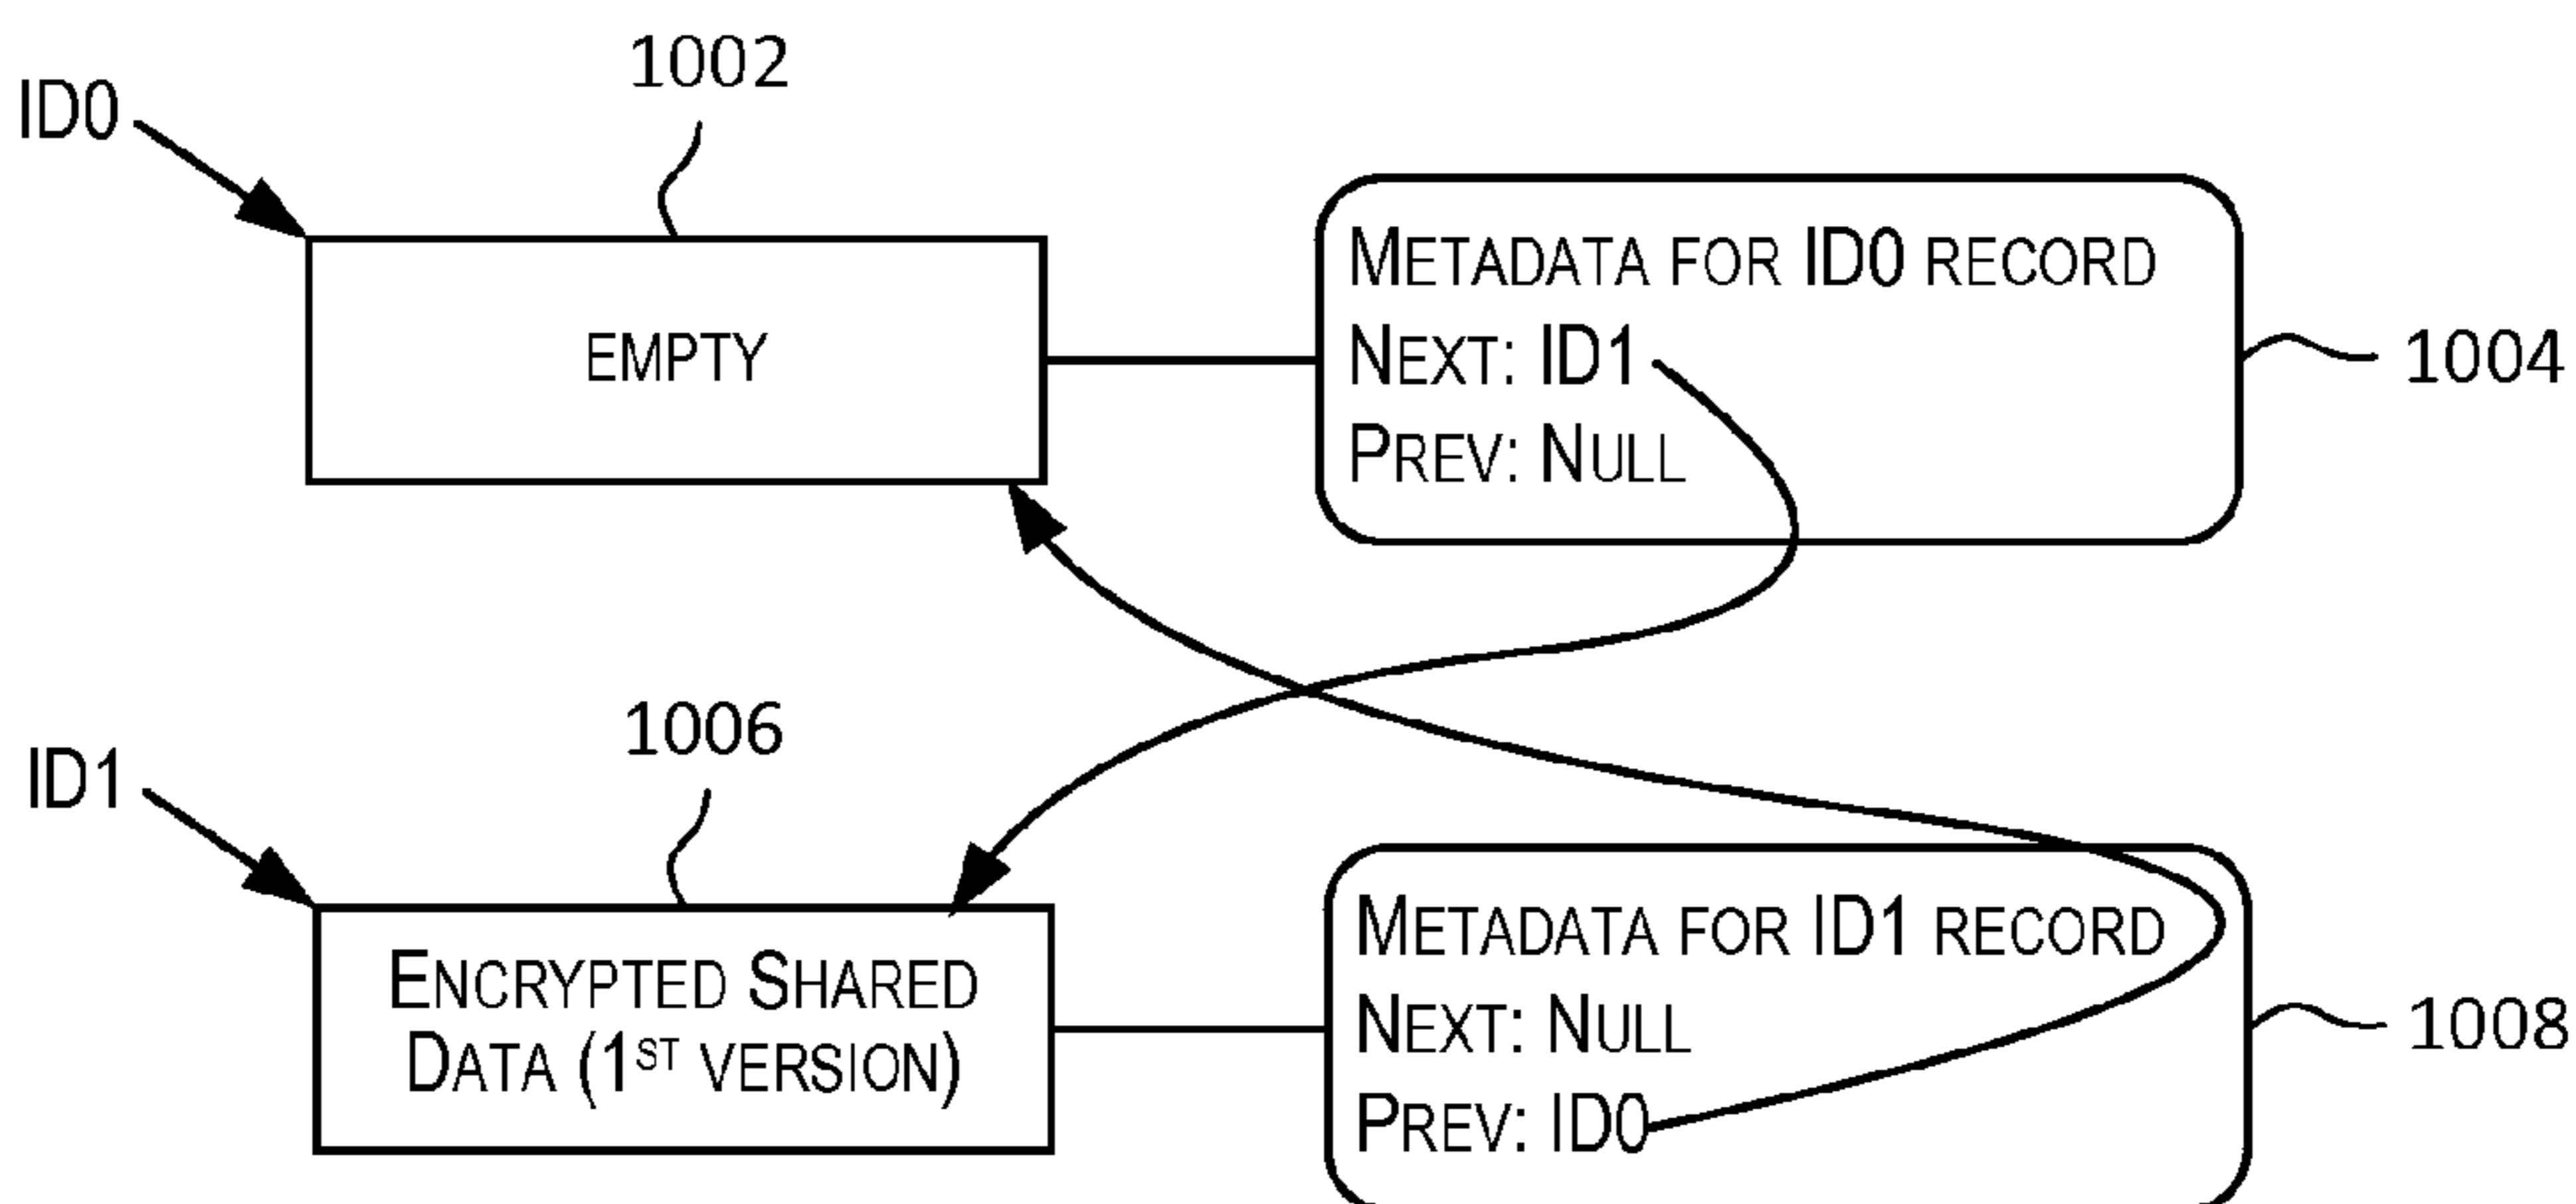 1002
ID0
EMPTY
METADATA FOR ID0 RECORD
NEXT: ID1
PREV: NULL
1004
1006
ID1
ENCRYPTED SHARED
DATA (1ST VERSION)
METADATA FOR ID1 RECORD
NEXT: NULL
PREV: ID0
1008